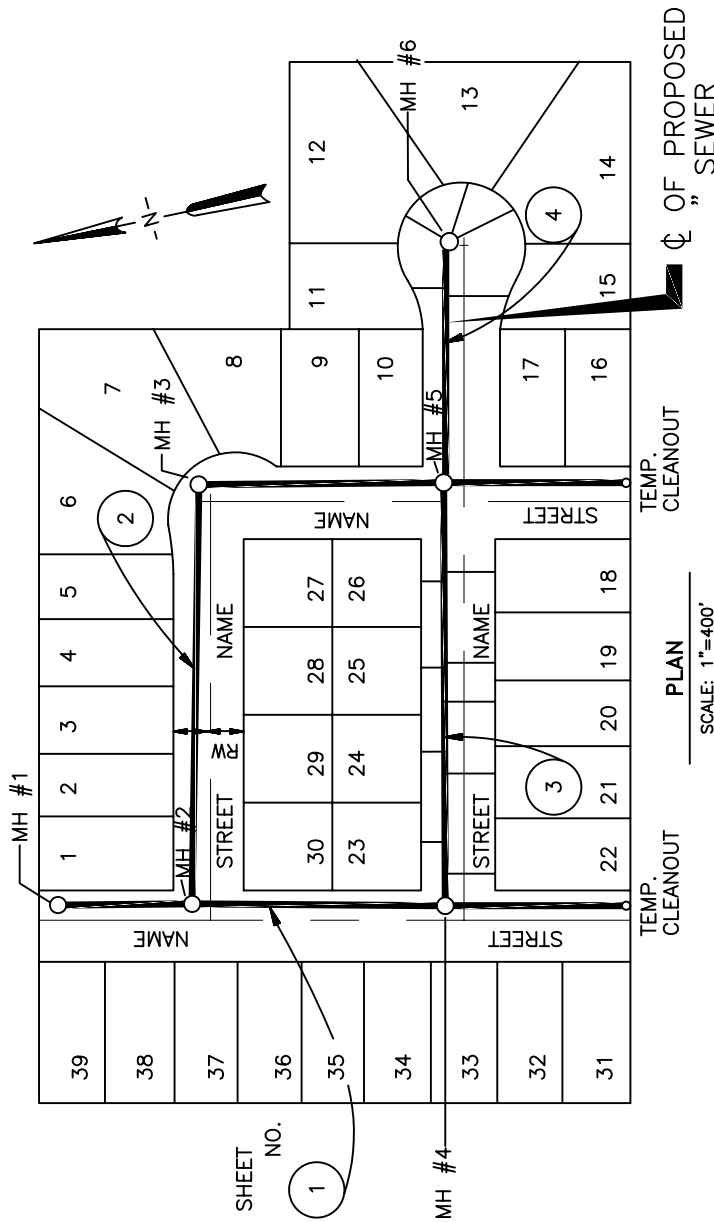 MH #1
MH #2
MH #3
MH #4
MH #5
MH #6
-N-
1
2
3
4
5
6
7
8
9
10
11
12
13
14
15
16
17
18
19
20
21
22
23
24
25
26
27
28
29
30
31
32
33
34
35
36
37
38
39
NAME
STREET
STREET
NAME
NAME
STREET
STREET
NAME
RW
SHEET
NO.
1
2
3
4
TEMP.
CLEANOUT
TEMP.
CLEANOUT
℄ OF PROPOSED
" SEWER
PLAN
SCALE: 1"=400'